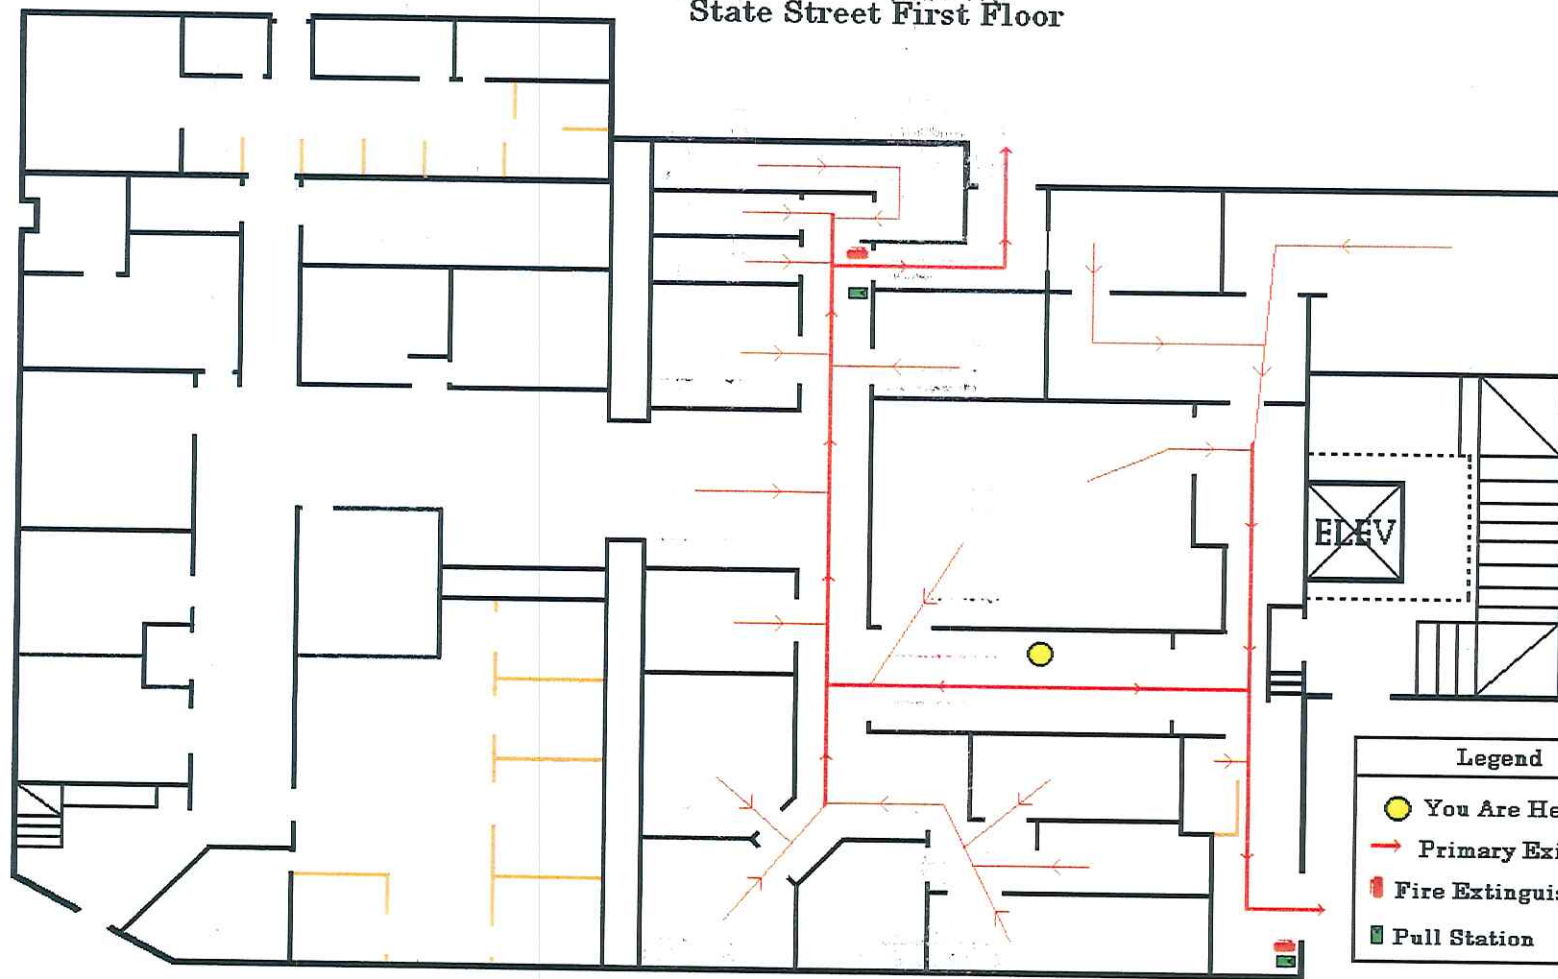 State Street First Floor
ELEV
Legend
You Are He
Primary Exi
Fire Extinguis
Pull Station